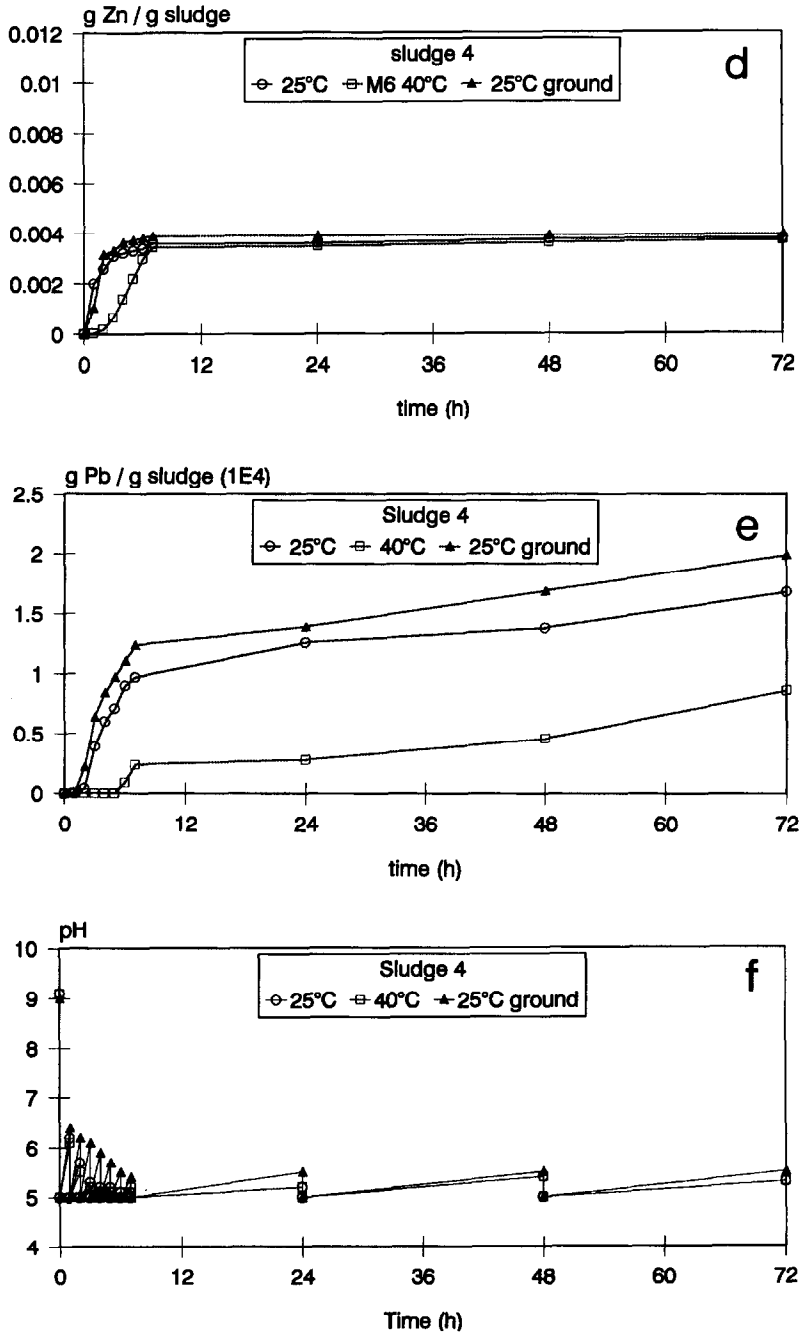 g Zn / g sludge
d
sludge 4
25°C M6 40°C 25°C ground
0.012
0.01
0.008
0.006
0.004
0.002
0
0 12 24 36 48 60 72
time (h)
g Pb / g sludge (1E4)
e
Sludge 4
25°C 40°C 25°C ground
2.5
2
1.5
1
0.5
0
0 12 24 36 48 60 72
time (h)
pH
f
Sludge 4
25°C 40°C 25°C ground
10
9
8
7
6
5
4
0 12 24 36 48 60 72
Time (h)